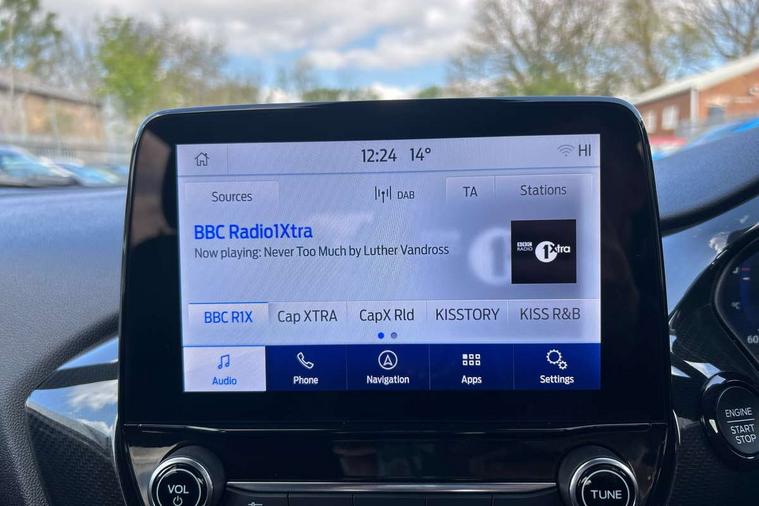 12:24 14° HI
Sources DAB TA Stations
BBC Radio1Xtra
Now playing: Never Too Much by Luther Vandross
BBC RADIO 1Xtra
BBC R1X Cap XTRA CapX Rld KISSTORY KISS R&B
Audio Phone Navigation Apps Settings
VOL
TUNE
ENGINE
START
STOP
60
°C